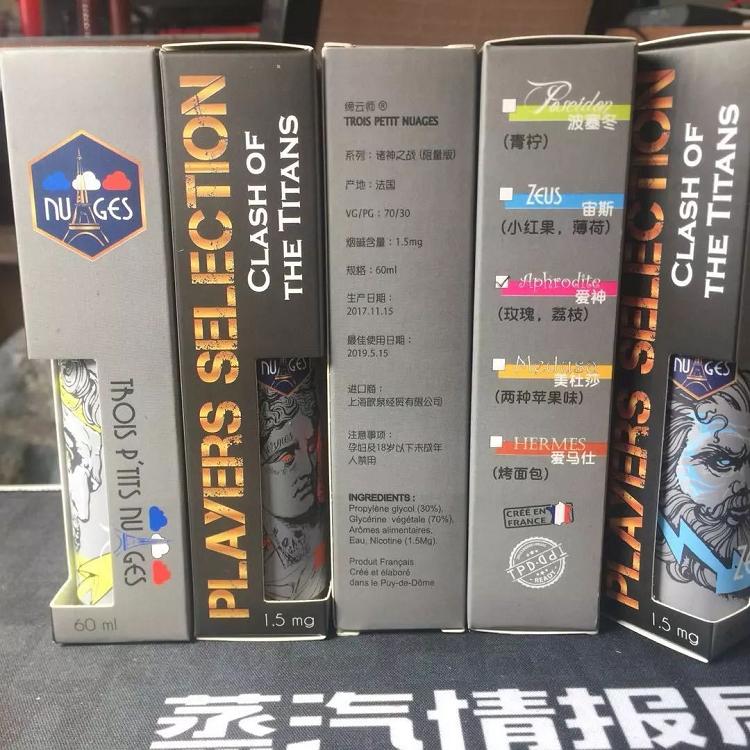 NUAGES
TROIS P'TITS NUAGES
60 ml
PLAYERS SELECTION
CLASH OF
THE TITANS
NUAGES
1.5 mg
缔云师®
TROIS PETIT NUAGES
系列：诸神之战 (限量版)
产地：法国
VG/PG : 70/30
烟碱含量：1.5mg
规格：60ml
生产日期：
2017.11.15
最佳使用日期：
2019.5.15
进口商：
上海歆泉经贸有限公司
注意事项：
孕妇及18岁以下未成年
人禁用
INGREDIENTS :
Propylène glycol (30%),
Glycérine végétale (70%),
Arômes alimentaires,
Eau, Nicotine (1.5Mg).
Produit Français
Créé et élaboré
dans le Puy-de-Dôme
Poseidon
波塞冬
(青柠)
ZEUS
宙斯
(小红果，薄荷)
Aphrodite
爱神
(玫瑰，荔枝)
Medusa
美杜莎
(两种苹果味)
HERMES
爱马仕
(烤面包)
CRÉÉ EN
FRANCE
TPD-Gd
READY
PLAYERS SELECTION
CLASH OF
THE TITANS
NUAGES
1.5 mg
蒸汽情报局